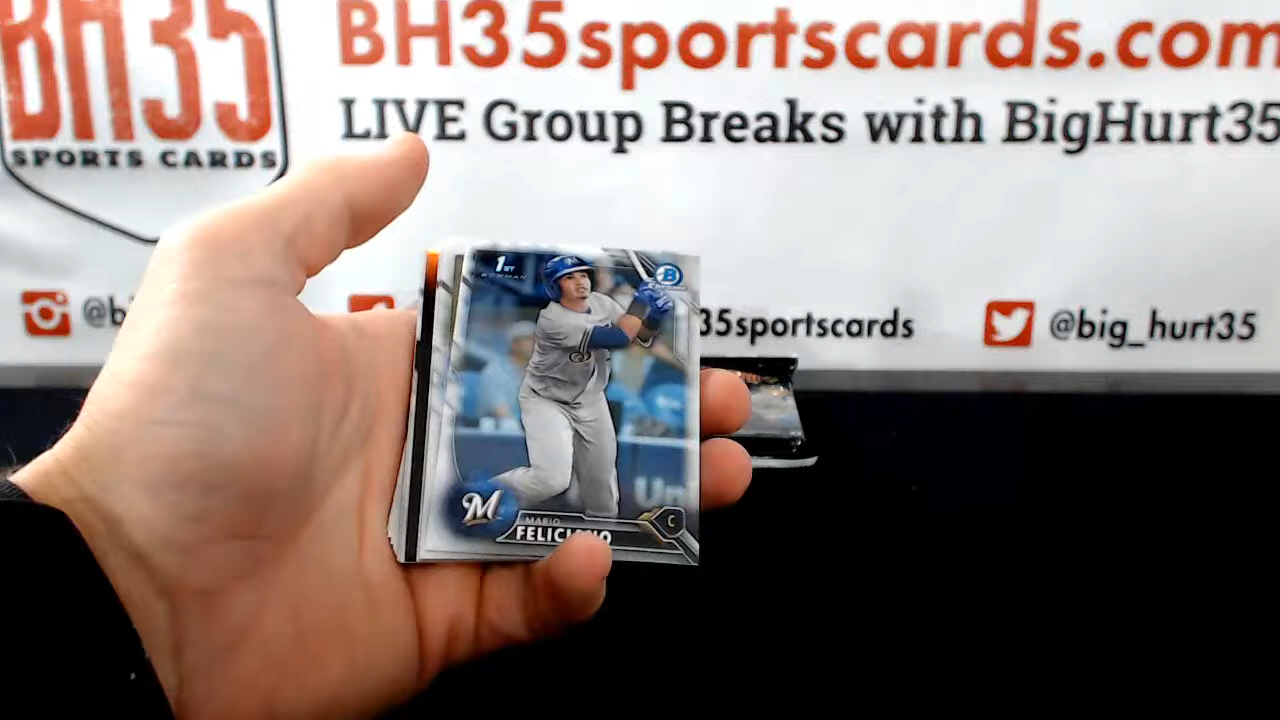 BH35
SPORTS CARDS
BH35sportscards.com
LIVE Group Breaks with BigHurt35
35sportscards
@big_hurt35
1ST
BOWMAN
B
M
MARIO
FELICIANO
C